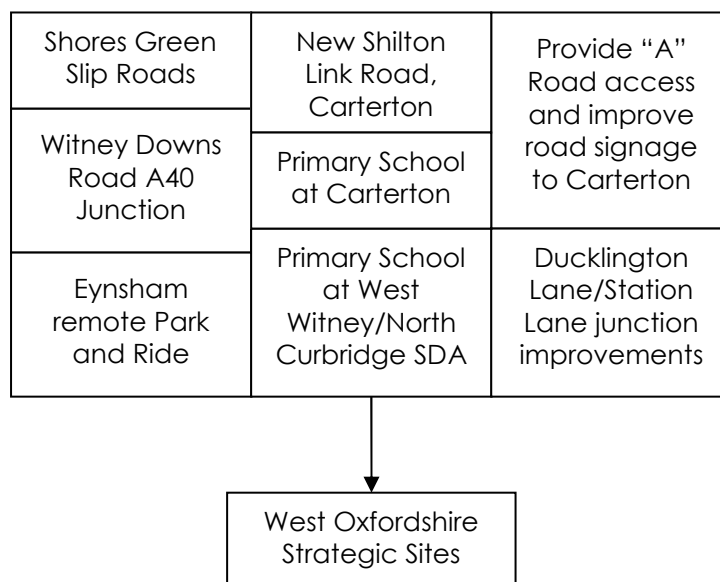 Shores Green
Slip Roads
Witney Downs
Road A40
Junction
Eynsham
remote Park
and Ride
New Shilton
Link Road,
Carterton
Primary School
at Carterton
Primary School
at West
Witney/North
Curbridge SDA
Provide “A”
Road access
and improve
road signage
to Carterton
Ducklington
Lane/Station
Lane junction
improvements
West Oxfordshire
Strategic Sites